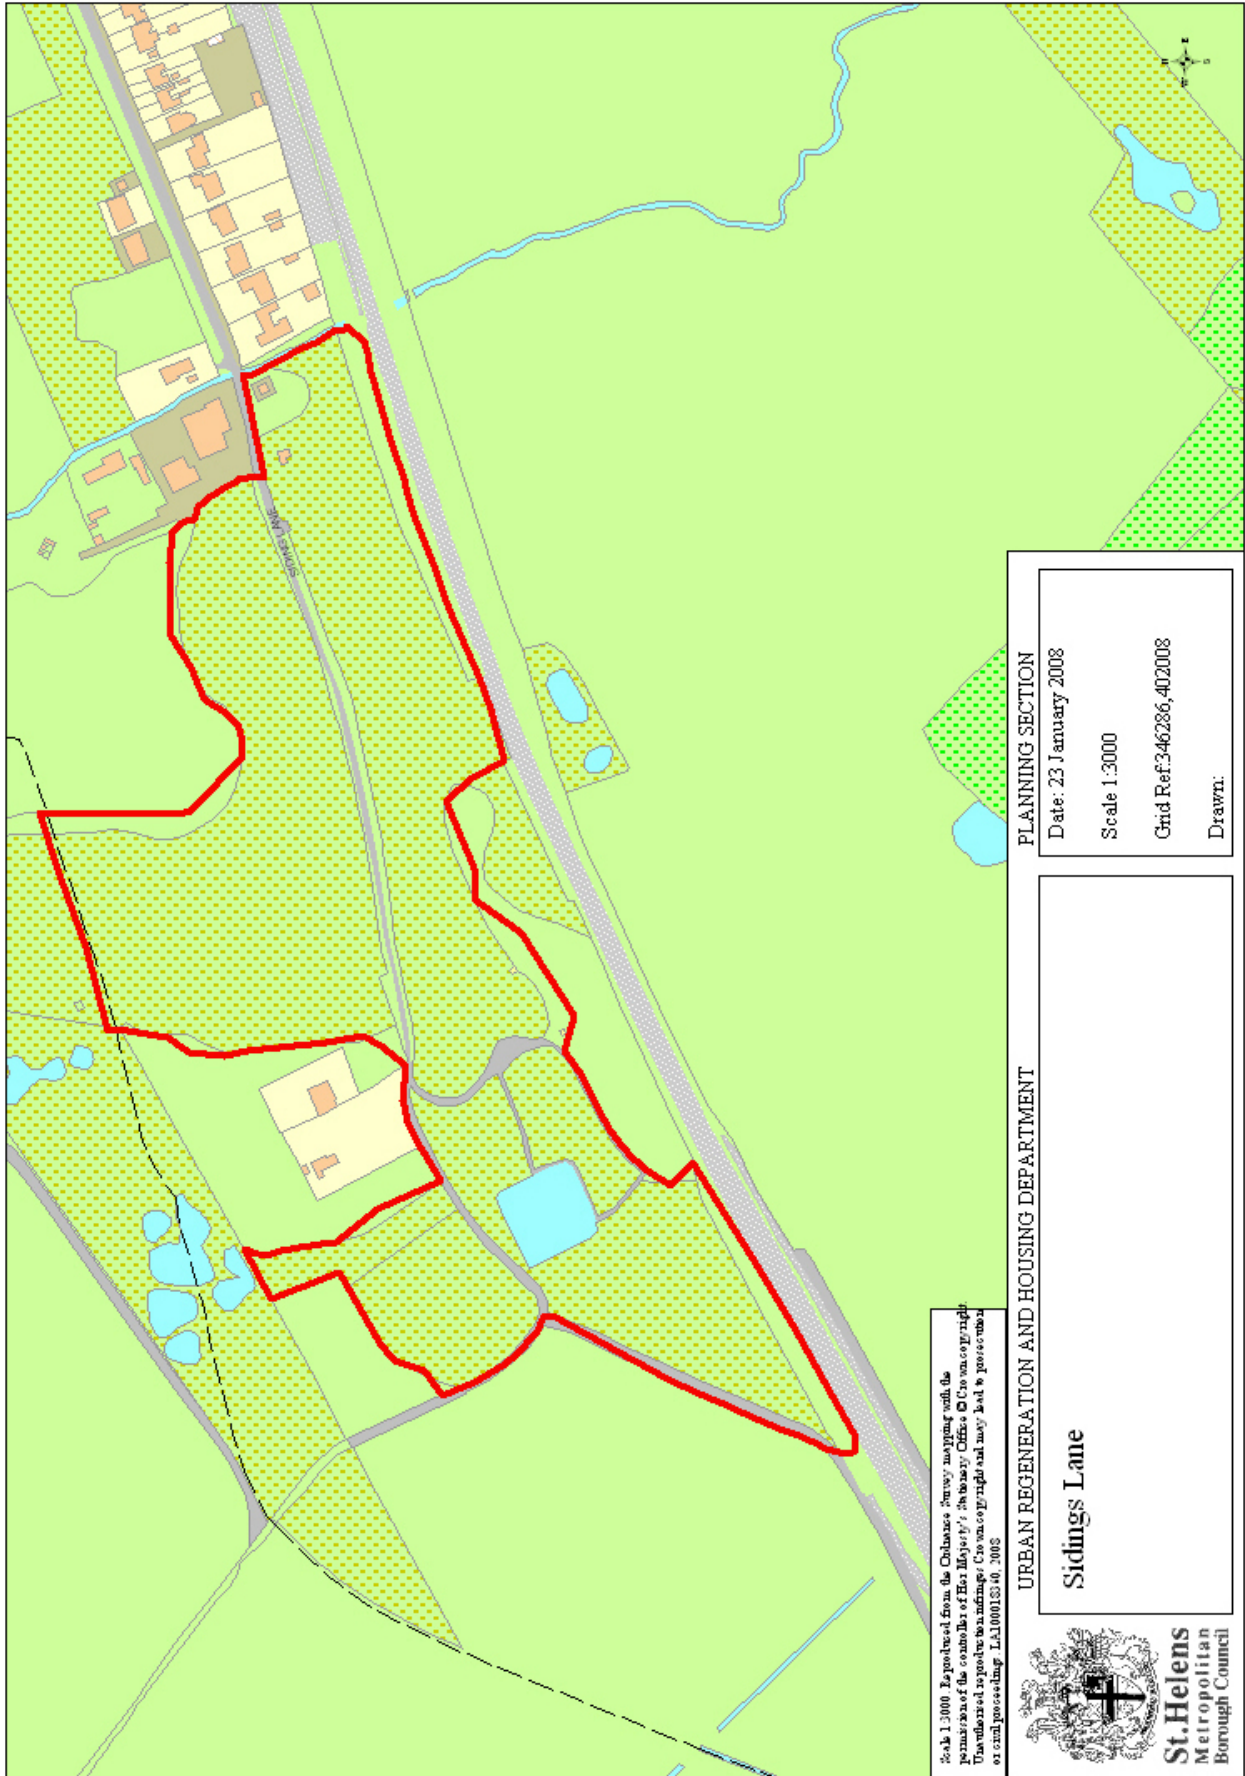 SIDINGS LANE
N
E
S
W
Scale 1:3000. Reproduced from the Ordnance Survey mapping with the
permission of the controller of Her Majesty's Stationery Office © Crown copyright.
Unauthorised reproduction infringes Crown copyright and may lead to prosecution
or civil proceedings. LA100018340, 2008
URBAN REGENERATION AND HOUSING DEPARTMENT
PLANNING SECTION
Sidings Lane
Date: 23 January 2008
Scale 1:3000
Grid Ref:346286,402008
Drawn:
St.Helens
Metropolitan
Borough Council